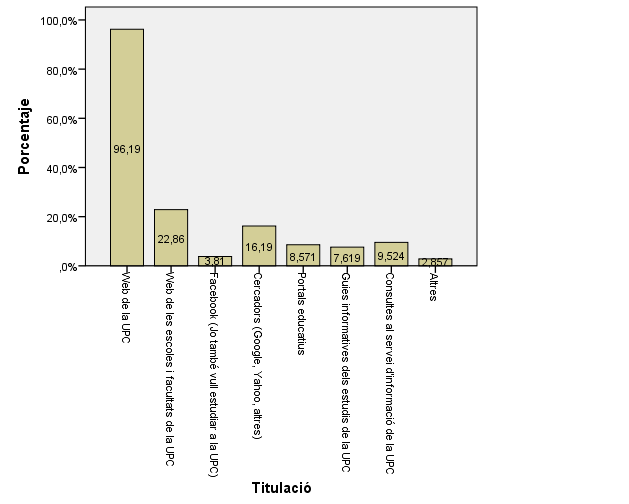 100,0%
80,0%
60,0%
40,0%
20,0%
,0%
Porcentaje
96,19
22,86
3,81
16,19
8,571
7,619
9,524
2,857
Web de la UPC
Web de les escoles i facultats de la UPC
Facebook (Jo també vull estudiar a la UPC)
Cercadors (Google, Yahoo, altres)
Portals educatius
Guies informatives dels estudis de la UPC
Consultes al servei d'informació de la UPC
Altres
Titulació